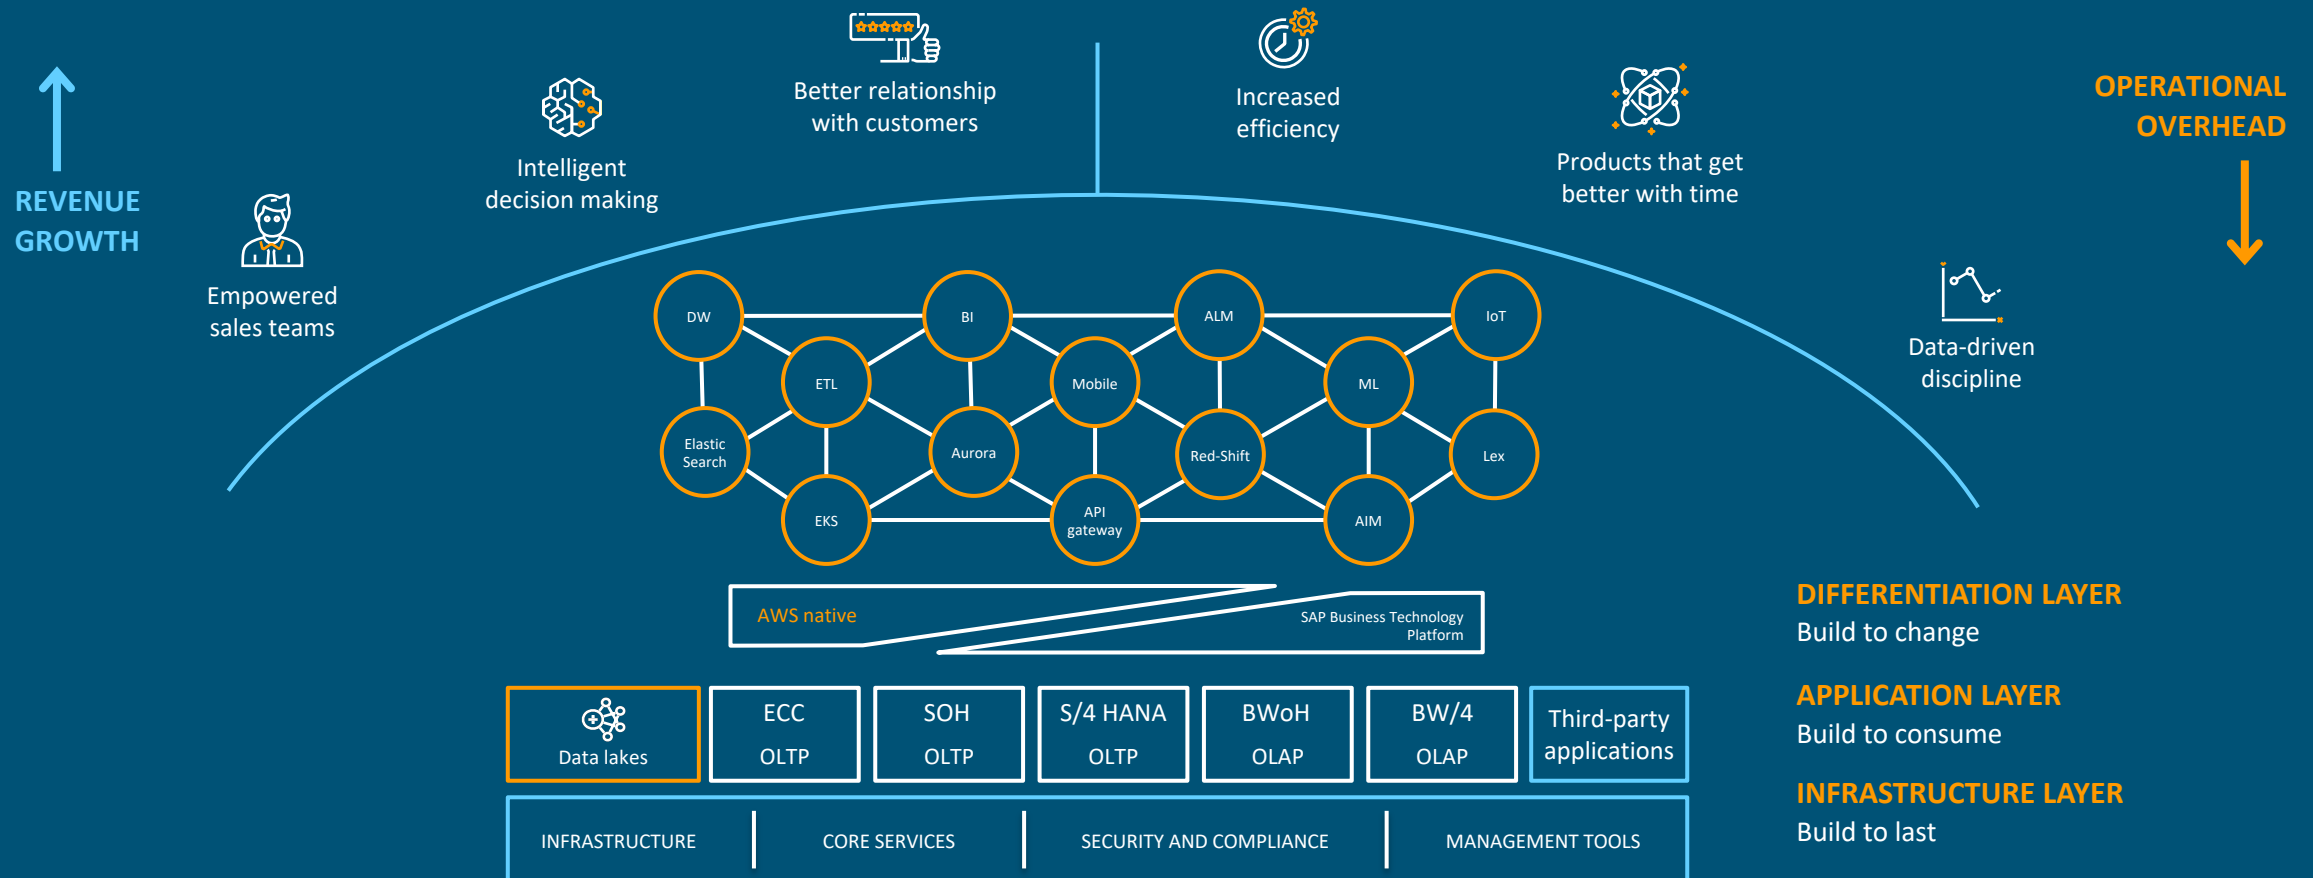 REVENUE
GROWTH
Empowered
sales teams
Intelligent
decision making
Better relationship
with customers
Increased
efficiency
Products that get
better with time
Data-driven
discipline
OPERATIONAL
OVERHEAD
DW
BI
ALM
IoT
ETL
Mobile
ML
Elastic
Search
Aurora
Red-Shift
Lex
EKS
API
gateway
AIM
AWS native
SAP Business Technology
Platform
DIFFERENTIATION LAYER
Build to change
Data lakes
ECC
OLTP
SOH
OLTP
S/4 HANA
OLTP
BWoH
OLAP
BW/4
OLAP
Third-party
applications
APPLICATION LAYER
Build to consume
INFRASTRUCTURE
CORE SERVICES
SECURITY AND COMPLIANCE
MANAGEMENT TOOLS
INFRASTRUCTURE LAYER
Build to last